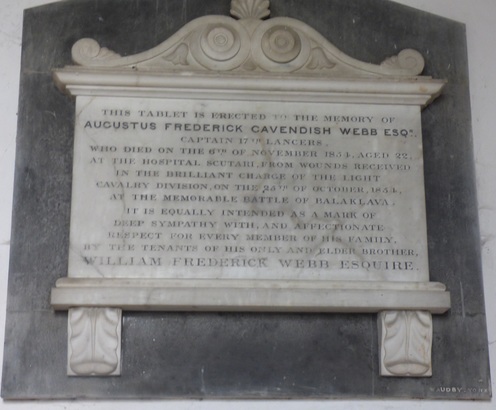 THIS TABLET IS ERECTED TO THE MEMORY OF
AUGUSTUS FREDERICK CAVENDISH WEBB ESQR.
CAPTAIN 17TH LANCERS,
WHO DIED ON THE 6TH OF NOVEMBER 1854, AGED 22,
AT THE HOSPITAL SCUTARI, FROM WOUNDS RECEIVED
IN THE BRILLIANT CHARGE OF THE LIGHT
CAVALRY DIVISION, ON THE 25TH OF OCTOBER, 1854,
AT THE MEMORABLE BATTLE OF BALAKLAVA,
IT IS EQUALLY INTENDED AS A MARK OF
DEEP SYMPATHY WITH, AND AFFECTIONATE
RESPECT FOR EVERY MEMBER OF HIS FAMILY,
BY THE TENANTS OF HIS ONLY AND ELDER BROTHER,
WILLIAM FREDERICK WEBB ESQUIRE.